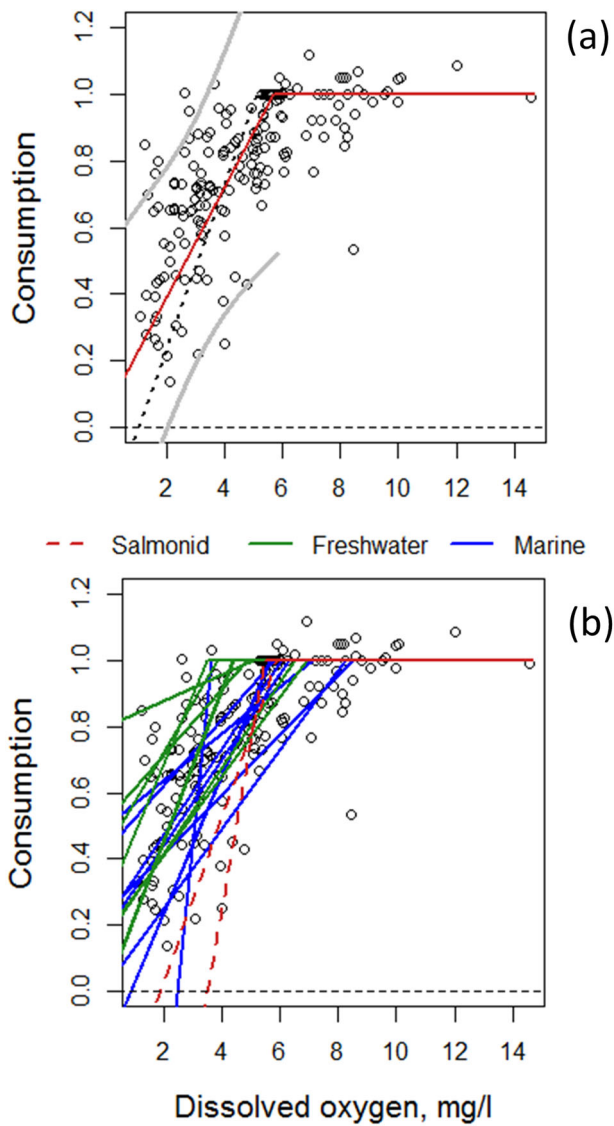 (a)
Consumption
1.2
1.0
0.8
0.6
0.4
0.2
0.0
2 4 6 8 10 12 14
Salmonid Freshwater Marine
(b)
Consumption
1.2
1.0
0.8
0.6
0.4
0.2
0.0
2 4 6 8 10 12 14
Dissolved oxygen, mg/l